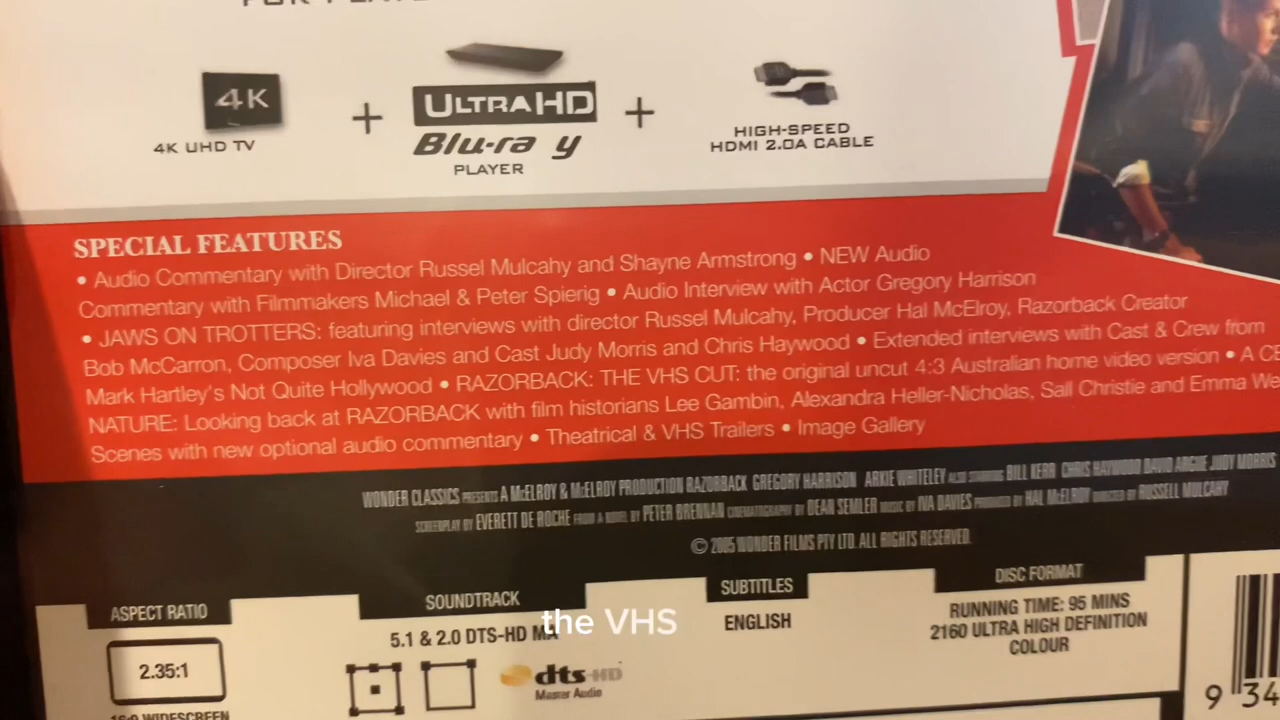 4K
ULTRA HD
Blu-ra y
+
+
4K UHD TV
PLAYER
HIGH-SPEED
HDMI 2.0A CABLE
SPECIAL FEATURES
• Audio Commentary with Director Russel Mulcahy and Shayne Armstrong • NEW Audio
Commentary with Filmmakers Michael & Peter Spierig • Audio Interview with Actor Gregory Harrison
• JAWS ON TROTTERS: featuring interviews with director Russel Mulcahy, Producer Hal McElroy, Razorback Creator
Bob McCarron, Composer Iva Davies and Cast Judy Morris and Chris Haywood • Extended interviews with Cast & Crew from
Mark Hartley's Not Quite Hollywood • RAZORBACK: THE VHS CUT: the original uncut 4:3 Australian home video version • A
NATURE: Looking back at RAZORBACK with film historians Lee Gambin, Alexandra Heller-Nicholas, Sall Christie and Emma
Scenes with new optional audio commentary • Theatrical & VHS Trailers • Image Gallery
WONDER CLASSICS PRESENTS A McELROY & McELROY PRODUCTION RAZORBACK GREGORY HARRISON ARKIE WHITELEY ALSO STARRING BILL KERR CHRIS HAYWOOD DAVID ARGUE JUDY MORRIS
SCREENPLAY BY EVERETT DE ROCHE FROM A NOVEL BY PETER BRENNAN CINEMATOGRAPHY BY DEAN SEMLER MUSIC BY IVA DAVIES PRODUCED BY HAL McELROY DIRECTED BY RUSSELL MULCAHY
© 2005 WONDER FILMS PTY LTD. ALL RIGHTS RESERVED.
ASPECT RATIO
SOUNDTRACK
SUBTITLES
DISC FORMAT
2.35:1
16:9 WIDESCREEN
5.1 & 2.0 DTS-HD MA
the VHS
dts-HD
Master Audio
ENGLISH
RUNNING TIME: 95 MINS
2160 ULTRA HIGH DEFINITION
COLOUR
9 34